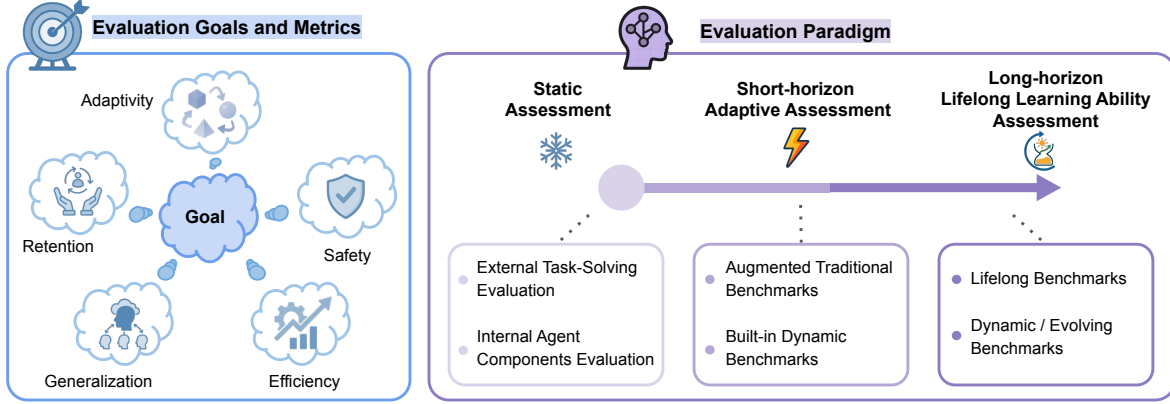 Evaluation Goals and Metrics
Adaptivity
Retention
Goal
Safety
Generalization
Efficiency
Evaluation Paradigm
Static
Assessment
Short-horizon
Adaptive Assessment
Long-horizon
Lifelong Learning Ability
Assessment
External Task-Solving
Evaluation
Internal Agent
Components Evaluation
Augmented Traditional
Benchmarks
Built-in Dynamic
Benchmarks
Lifelong Benchmarks
Dynamic / Evolving
Benchmarks